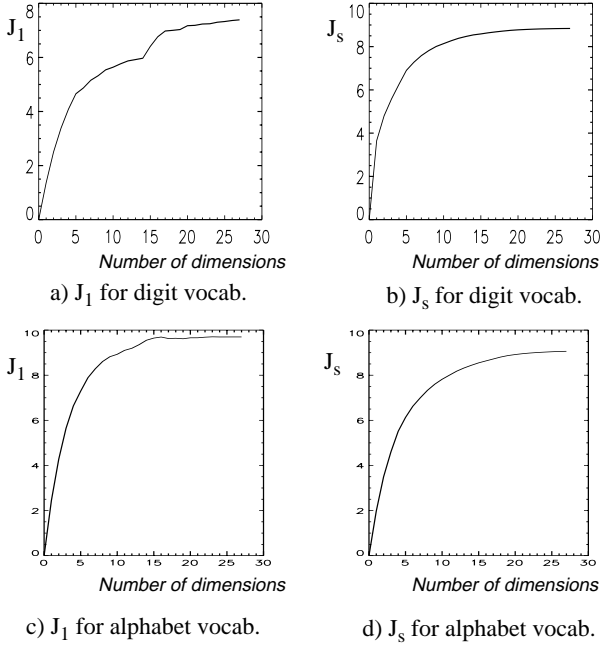 J1
8
6
4
2
0
0 5 10 15 20 25 30
Number of dimensions
a) J1 for digit vocab.
Js
10
8
6
4
2
0
0 5 10 15 20 25 30
Number of dimensions
b) Js for digit vocab.
J1
10
8
6
4
2
0
0 5 10 15 20 25 30
Number of dimensions
c) J1 for alphabet vocab.
Js
10
8
6
4
2
0
0 5 10 15 20 25 30
Number of dimensions
d) Js for alphabet vocab.